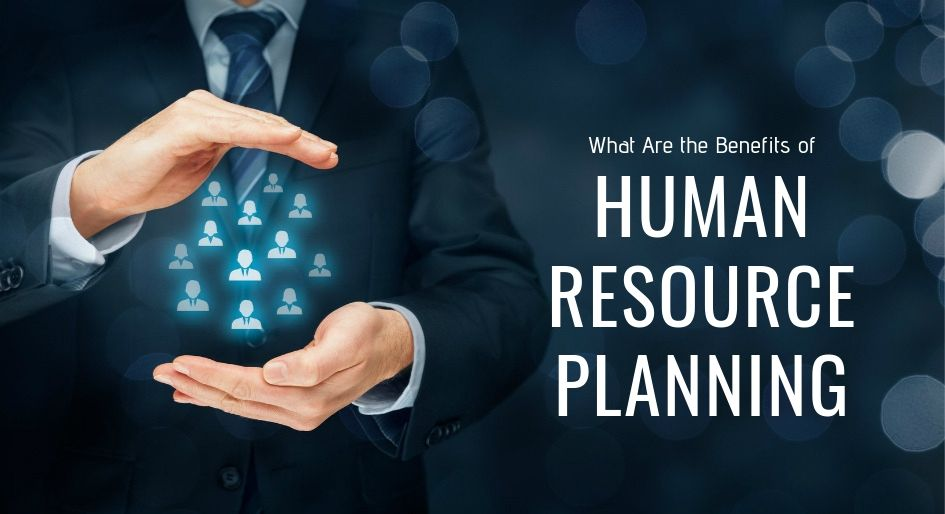 What Are the Benefits of
HUMAN
RESOURCE
PLANNING